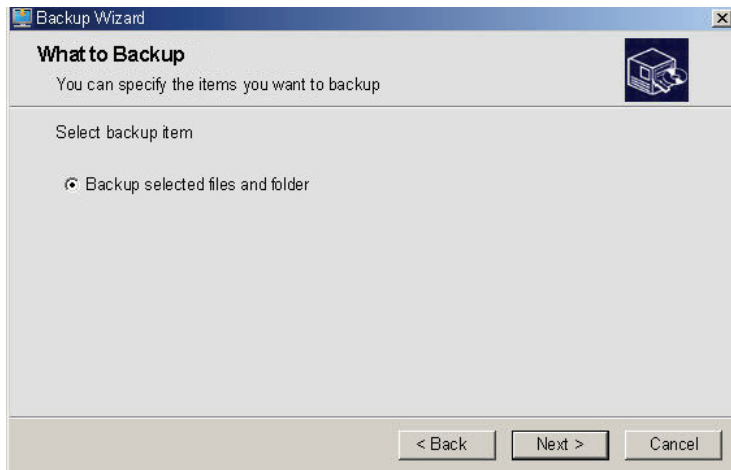 Backup Wizard
What to Backup
You can specify the items you want to backup
Select backup item
Backup selected files and folder
< Back
Next >
Cancel